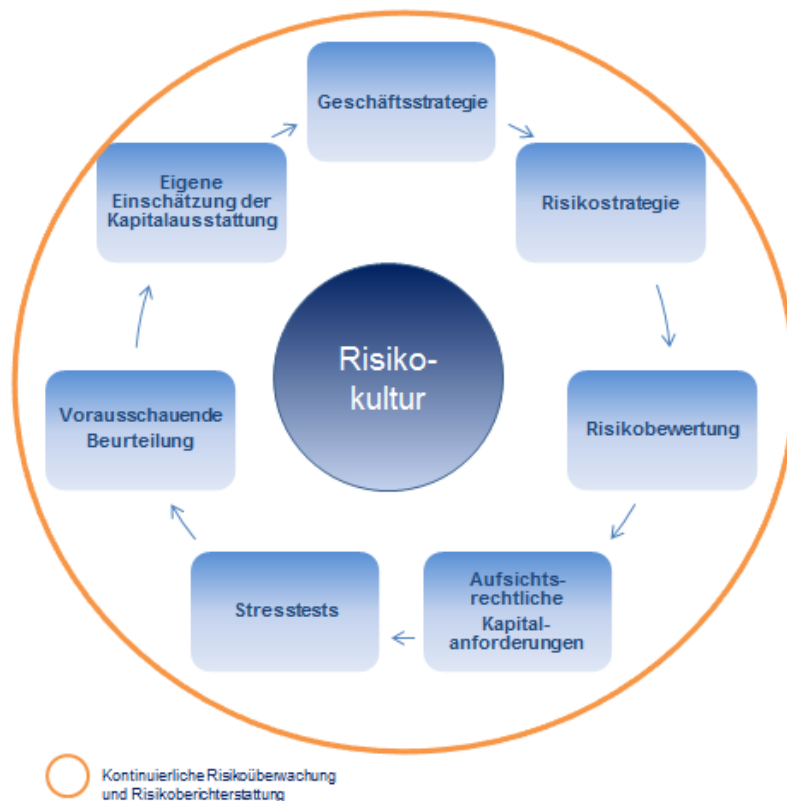 Geschäftsstrategie
Eigene
Einschätzung der
Kapitalausstattung
Risikostrategie
Risiko-
kultur
Vorausschauende
Beurteilung
Risikobewertung
Stresstests
Aufsichts-
rechtliche
Kapital-
anforderungen
Kontinuierliche Risikoüberwachung
und Risikoberichterstattung